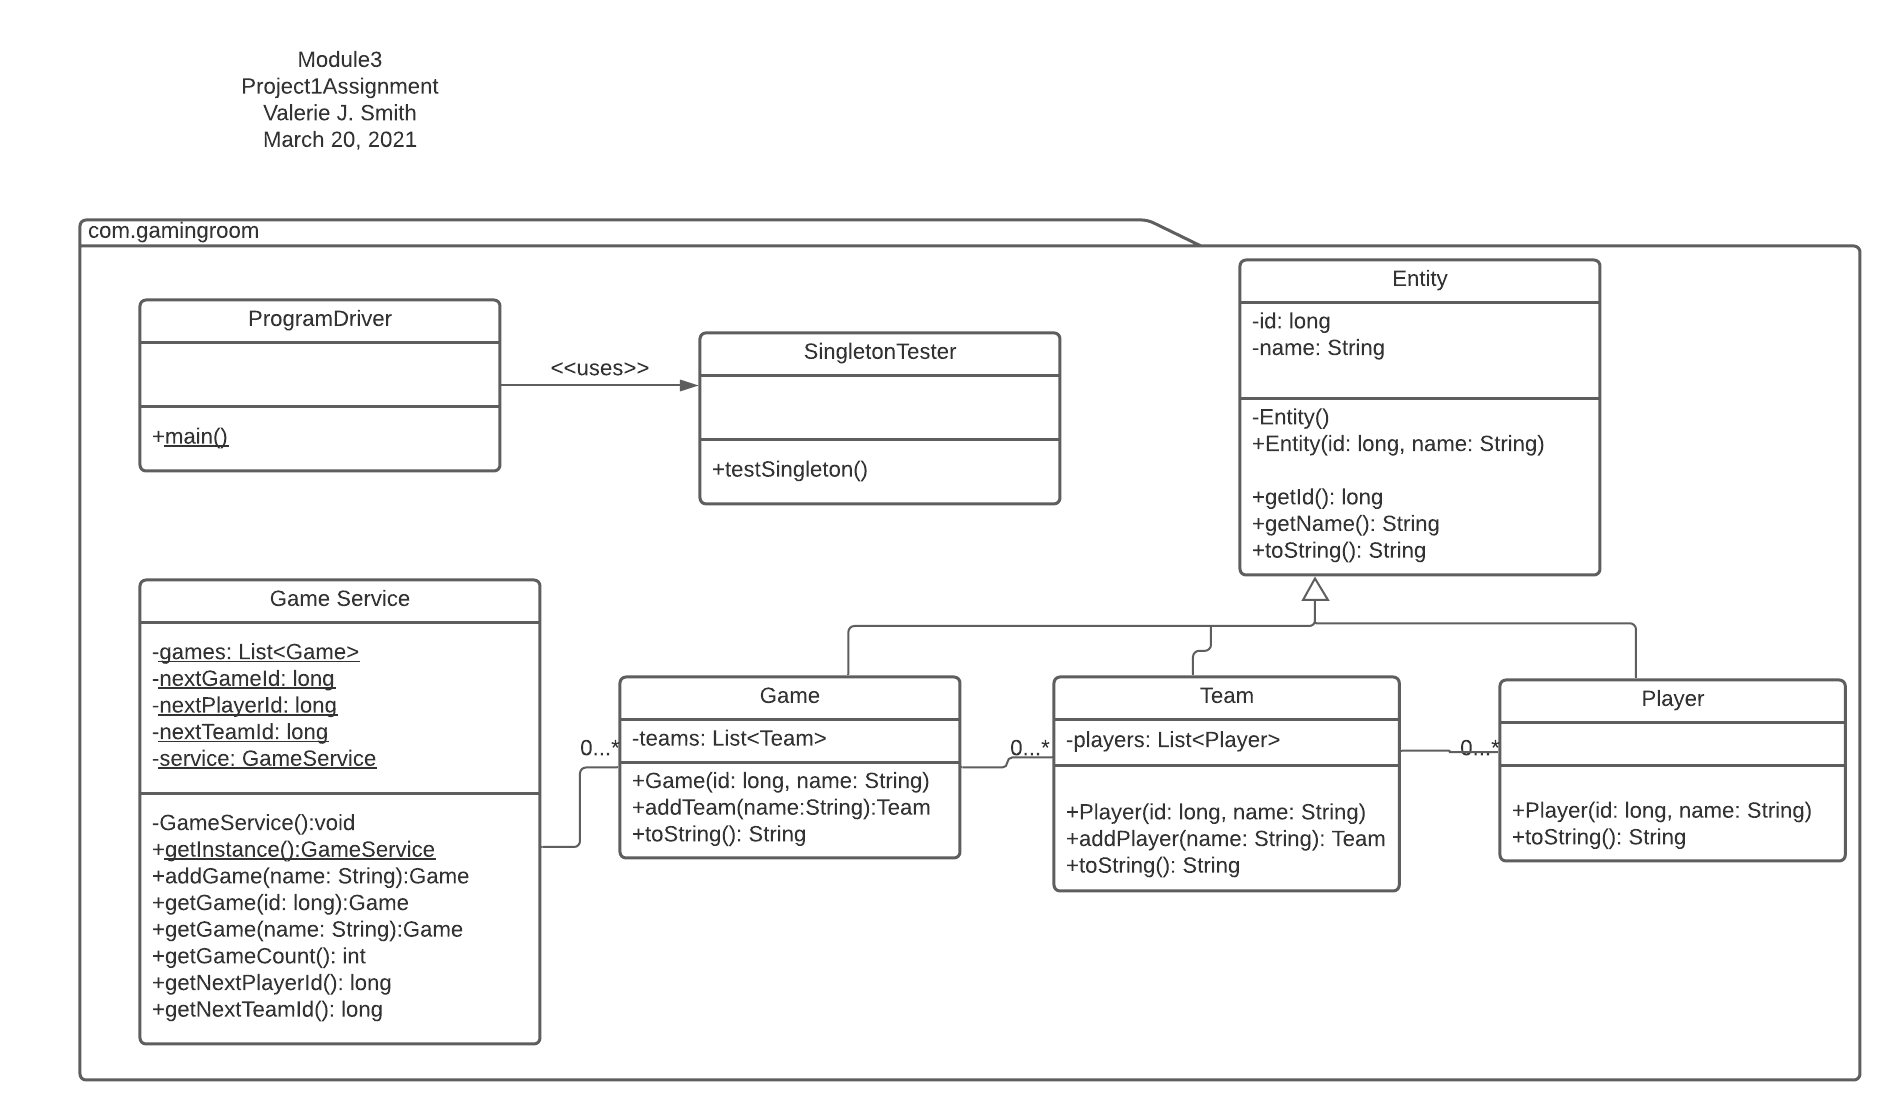 Module3
Project1Assignment
Valerie J. Smith
March 20, 2021
com.gamingroom
ProgramDriver
+main()
<<uses>>
SingletonTester
+testSingleton()
Entity
-id: long
-name: String
-Entity()
+Entity(id: long, name: String)
+getId(): long
+getName(): String
+toString(): String
Game Service
-games: List<Game>
-nextGameId: long
-nextPlayerId: long
-nextTeamId: long
-service: GameService
-GameService():void
+getInstance():GameService
+addGame(name: String):Game
+getGame(id: long):Game
+getGame(name: String):Game
+getGameCount(): int
+getNextPlayerId(): long
+getNextTeamId(): long
0...*
Game
-teams: List<Team>
+Game(id: long, name: String)
+addTeam(name:String):Team
+toString(): String
0...*
Team
-players: List<Player>
+Player(id: long, name: String)
+addPlayer(name: String): Team
+toString(): String
0...*
Player
+Player(id: long, name: String)
+toString(): String